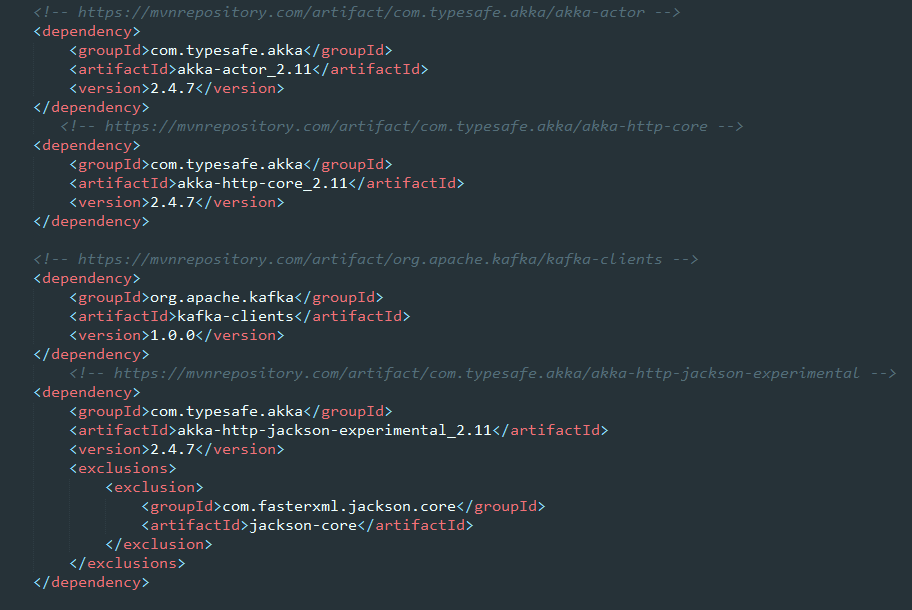 <!-- https://mvnrepository.com/artifact/com.typesafe.akka/akka-actor -->
<dependency>
<groupId>com.typesafe.akka</groupId>
<artifactId>akka-actor_2.11</artifactId>
<version>2.4.7</version>
</dependency>
<!-- https://mvnrepository.com/artifact/com.typesafe.akka/akka-http-core -->
<dependency>
<groupId>com.typesafe.akka</groupId>
<artifactId>akka-http-core_2.11</artifactId>
<version>2.4.7</version>
</dependency>
<!-- https://mvnrepository.com/artifact/org.apache.kafka/kafka-clients -->
<dependency>
<groupId>org.apache.kafka</groupId>
<artifactId>kafka-clients</artifactId>
<version>1.0.0</version>
</dependency>
<!-- https://mvnrepository.com/artifact/com.typesafe.akka/akka-http-jackson-experimental -->
<dependency>
<groupId>com.typesafe.akka</groupId>
<artifactId>akka-http-jackson-experimental_2.11</artifactId>
<version>2.4.7</version>
<exclusions>
<exclusion>
<groupId>com.fasterxml.jackson.core</groupId>
<artifactId>jackson-core</artifactId>
</exclusion>
</exclusions>
</dependency>